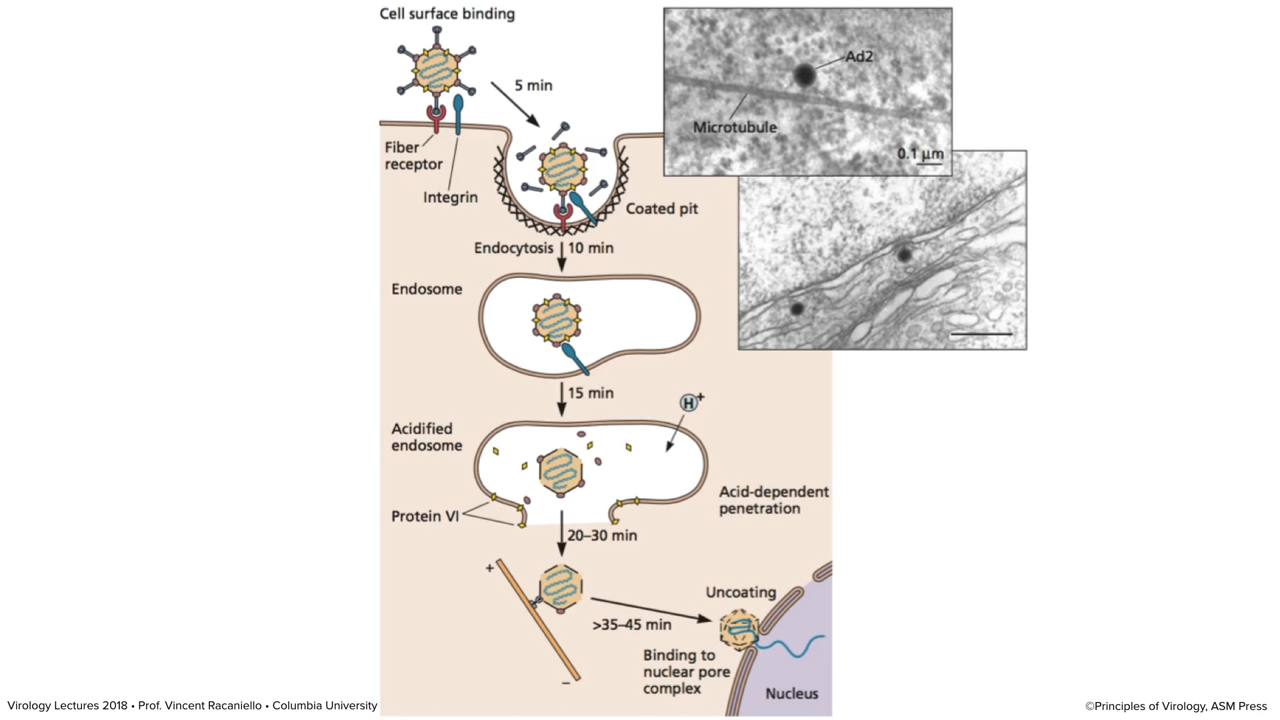 Cell surface binding
5 min
Fiber
receptor
Integrin
Coated pit
Endocytosis
10 min
Endosome
15 min
H+
Acidified
endosome
Protein VI
Acid-dependent
penetration
20–30 min
+
–
>35–45 min
Uncoating
Binding to
nuclear pore
complex
Nucleus
Ad2
Microtubule
0.1 µm
Virology Lectures 2018 • Prof. Vincent Racaniello • Columbia University
©Principles of Virology, ASM Press